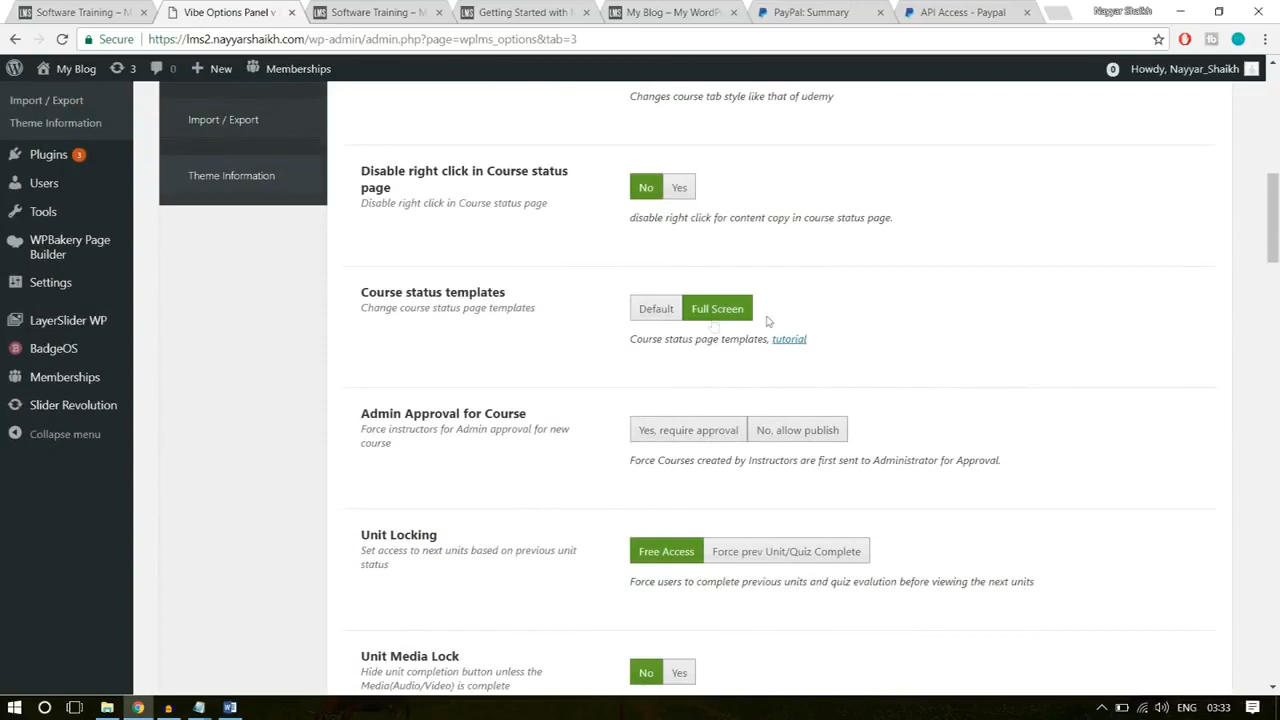 Software Training – M
Vibe Options Panel v
Software Training – M
Getting Started with
My Blog – My WordPr
PayPal: Summary
API Access - Paypal
Nayyar Shaikh
Secure
https://lms2.nayyarshaikh.com/wp-admin/admin.php?page=wplms_options&tab=3
My Blog
3
0
New
Memberships
0
Howdy, Nayyar_Shaikh
Import / Export
Theme Information
Plugins 3
Users
Tools
WPBakery Page
Builder
Settings
LayerSlider WP
BadgeOS
Memberships
Slider Revolution
Collapse menu
Import / Export
Theme Information
Changes course tab style like that of udemy
Disable right click in Course status
page
Disable right click in Course status page
No
Yes
disable right click for content copy in course status page.
Course status templates
Change course status page templates
Default
Full Screen
Course status page templates, tutorial
Admin Approval for Course
Force instructors for Admin approval for new
course
Yes, require approval
No, allow publish
Force Courses created by Instructors are first sent to Administrator for Approval.
Unit Locking
Set access to next units based on previous unit
status
Free Access
Force prev Unit/Quiz Complete
Force users to complete previous units and quiz evalution before viewing the next units
Unit Media Lock
Hide unit completion button unless the
Media(Audio/Video) is complete
No
Yes
ENG
03:33